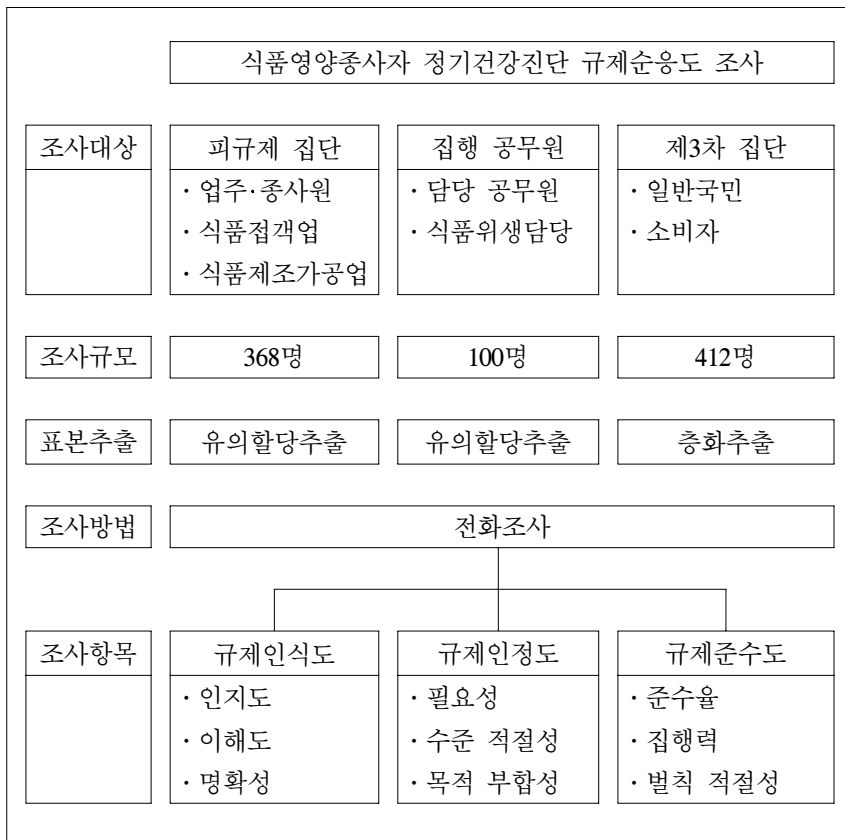 식품영양종사자 정기건강진단 규제순응도 조사
조사대상 피규제 집단 집행 공무원 제3차 집단
· 업주·종사원 · 담당 공무원 · 일반국민
· 식품접객업 · 식품위생담당 · 소비자
· 식품제조가공업
조사규모 368명 100명 412명
표본추출 유의할당추출 유의할당추출 층화추출
조사방법 전화조사
조사항목 규제인식도 규제인정도 규제준수도
· 인지도 · 필요성 · 준수율
· 이해도 · 수준 적절성 · 집행력
· 명확성 · 목적 부합성 · 벌칙 적절성